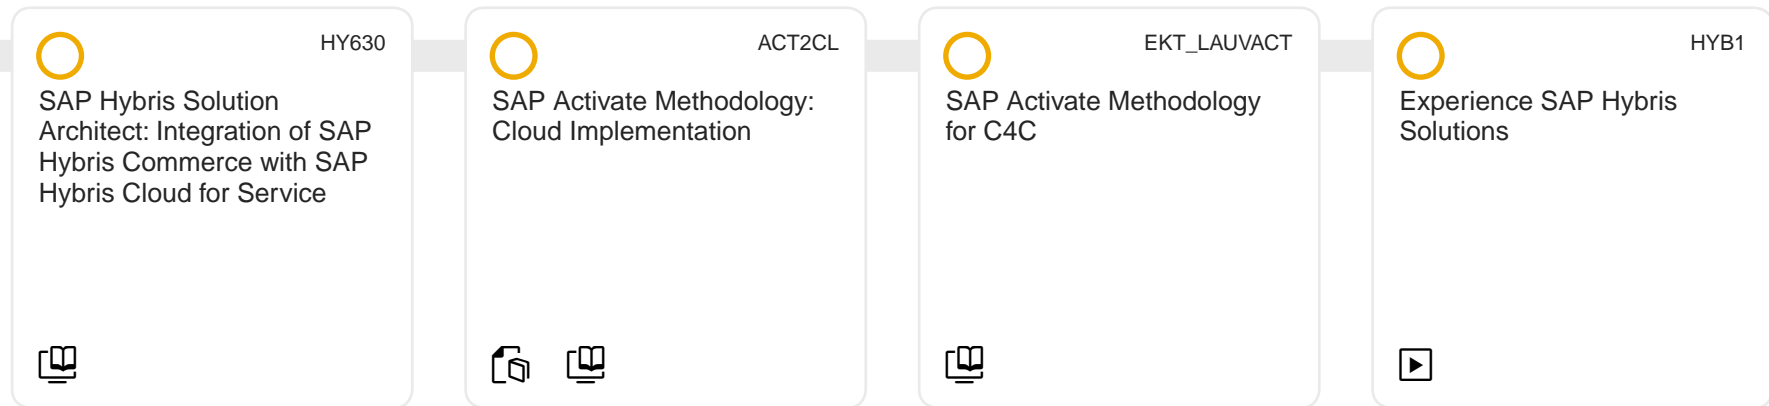 HY630
SAP Hybris Solution
Architect: Integration of SAP
Hybris Commerce with SAP
Hybris Cloud for Service
ACT2CL
SAP Activate Methodology:
Cloud Implementation
EKT_LAUVACT
SAP Activate Methodology
for C4C
HYB1
Experience SAP Hybris
Solutions